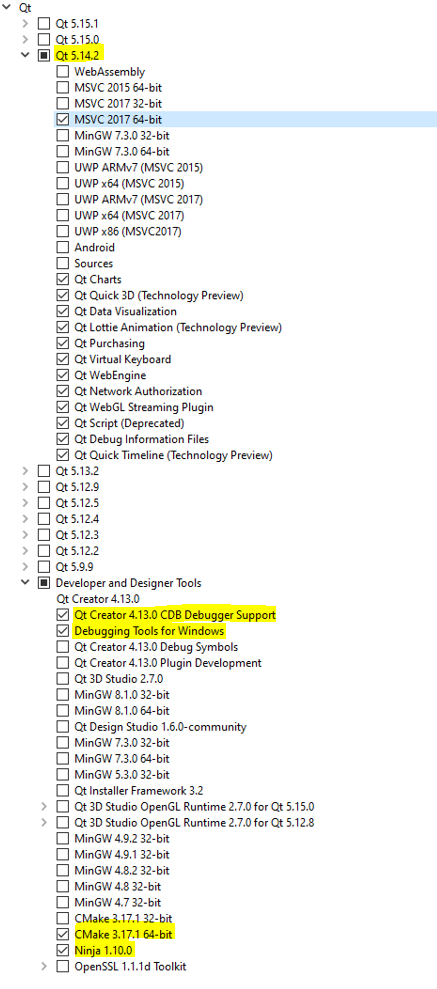 Qt
Qt 5.15.1
Qt 5.15.0
Qt 5.14.2
WebAssembly
MSVC 2015 64-bit
MSVC 2017 32-bit
MSVC 2017 64-bit
MinGW 7.3.0 32-bit
MinGW 7.3.0 64-bit
UWP ARMv7 (MSVC 2015)
UWP x64 (MSVC 2015)
UWP ARMv7 (MSVC 2017)
UWP x64 (MSVC 2017)
UWP x86 (MSVC2017)
Android
Sources
Qt Charts
Qt Quick 3D (Technology Preview)
Qt Data Visualization
Qt Lottie Animation (Technology Preview)
Qt Purchasing
Qt Virtual Keyboard
Qt WebEngine
Qt Network Authorization
Qt WebGL Streaming Plugin
Qt Script (Deprecated)
Qt Debug Information Files
Qt Quick Timeline (Technology Preview)
Qt 5.13.2
Qt 5.12.9
Qt 5.12.5
Qt 5.12.4
Qt 5.12.3
Qt 5.12.2
Qt 5.9.9
Developer and Designer Tools
Qt Creator 4.13.0
Qt Creator 4.13.0 CDB Debugger Support
Debugging Tools for Windows
Qt Creator 4.13.0 Debug Symbols
Qt Creator 4.13.0 Plugin Development
Qt 3D Studio 2.7.0
MinGW 8.1.0 32-bit
MinGW 8.1.0 64-bit
Qt Design Studio 1.6.0-community
MinGW 7.3.0 32-bit
MinGW 7.3.0 64-bit
MinGW 5.3.0 32-bit
Qt Installer Framework 3.2
Qt 3D Studio OpenGL Runtime 2.7.0 for Qt 5.15.0
Qt 3D Studio OpenGL Runtime 2.7.0 for Qt 5.12.8
MinGW 4.9.2 32-bit
MinGW 4.9.1 32-bit
MinGW 4.8.2 32-bit
MinGW 4.8 32-bit
MinGW 4.7 32-bit
CMake 3.17.1 32-bit
CMake 3.17.1 64-bit
Ninja 1.10.0
OpenSSL 1.1.1d Toolkit